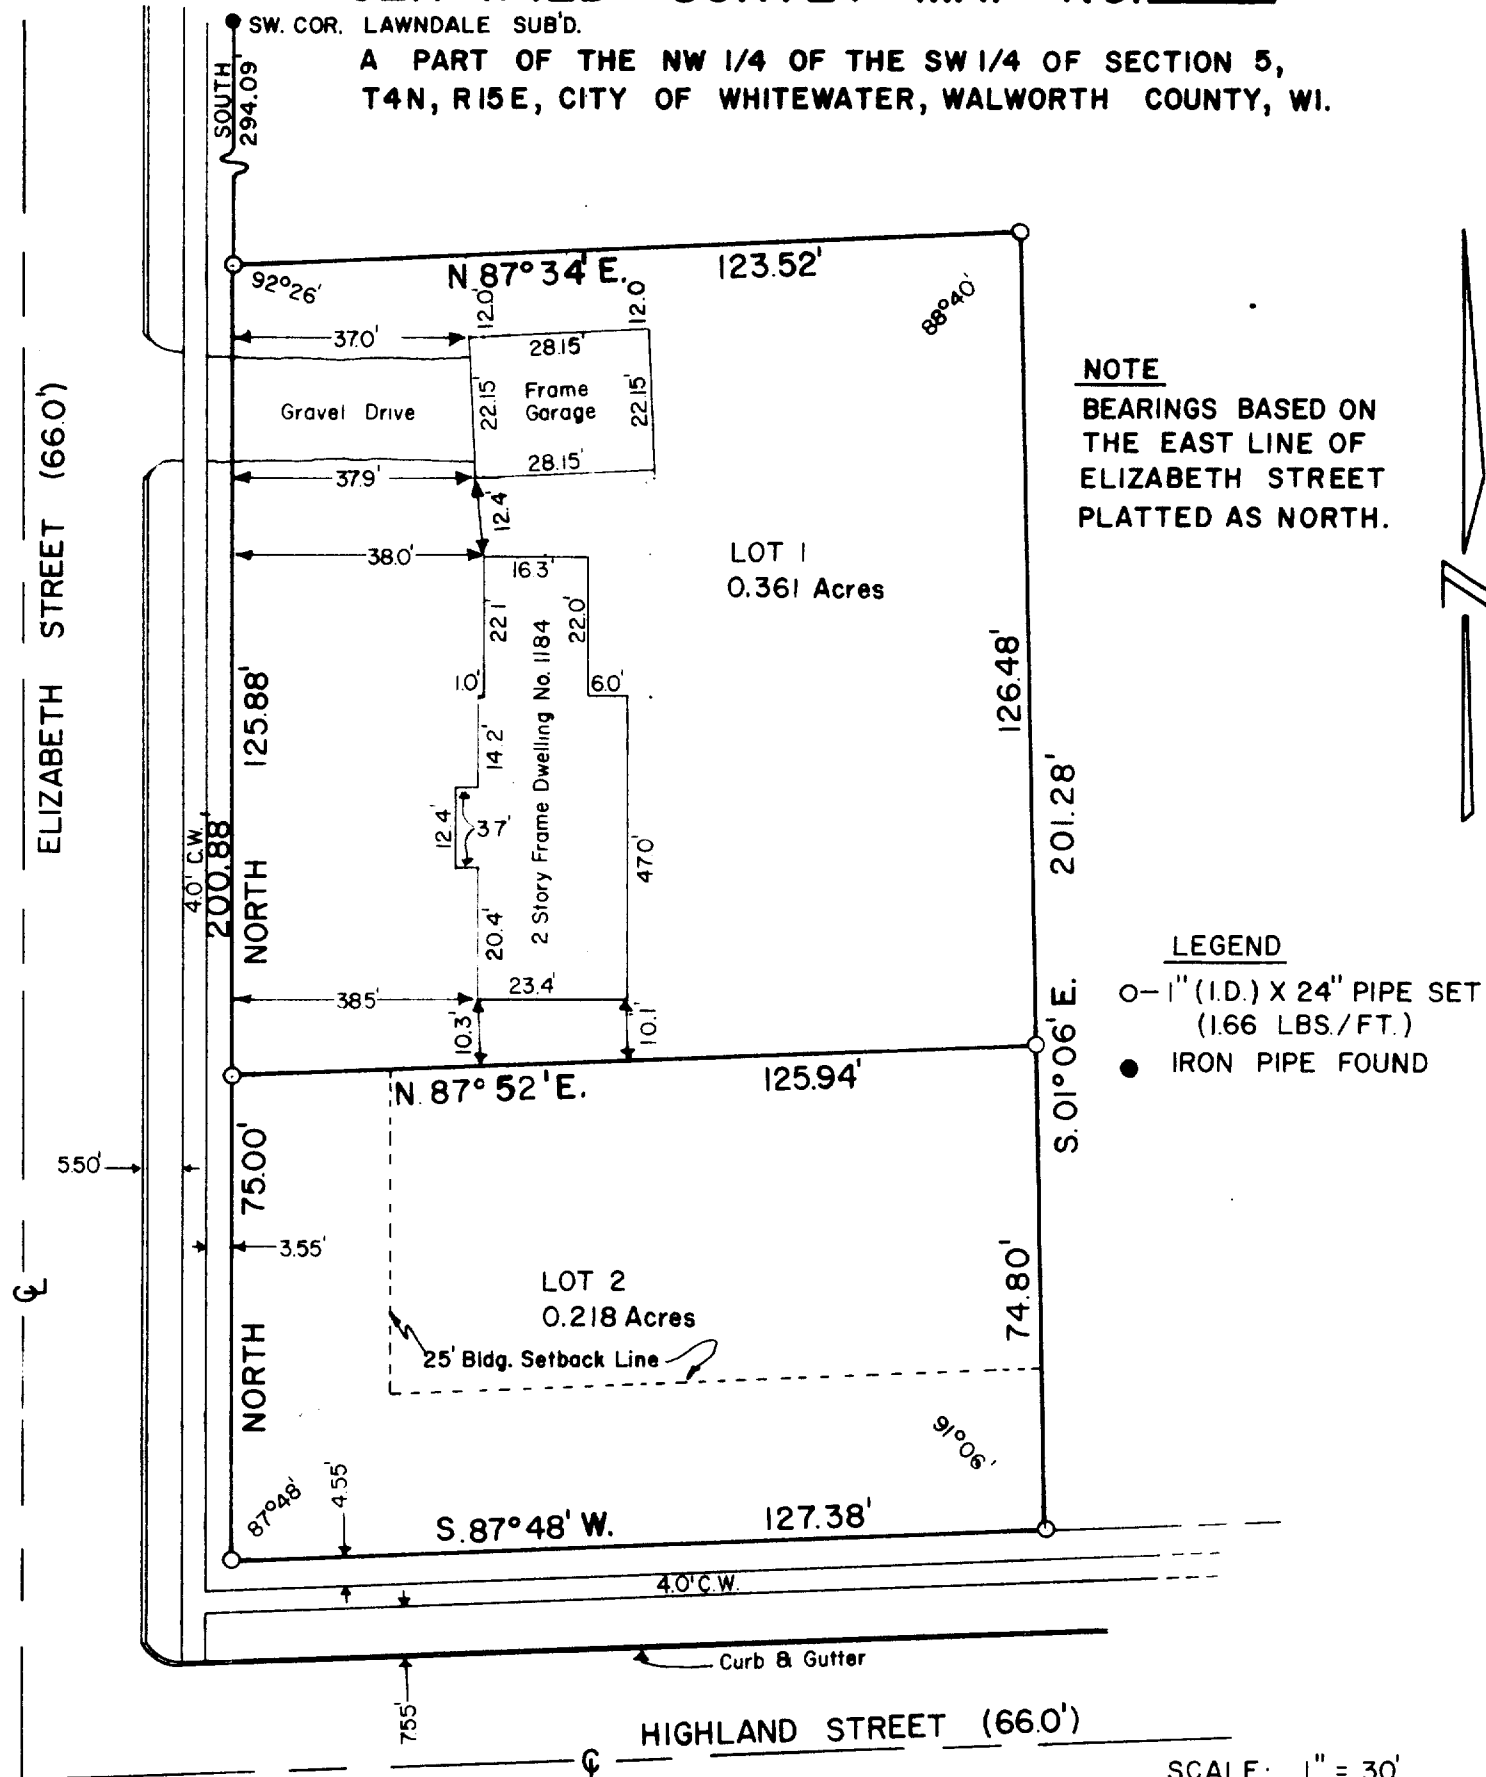 SW. COR. LAWNDALE SUB'D.
A PART OF THE NW 1/4 OF THE SW 1/4 OF SECTION 5,
T4N, R15E, CITY OF WHITEWATER, WALWORTH COUNTY, WI.
SOUTH
294.09'
N. 87°34' E. 123.52'
92°26'
88°40'
12.0'
12.0'
37.0'
28.15'
22.15'
Frame
Garage
22.15'
Gravel Drive
28.15'
37.9'
12.4'
38.0'
16.3'
22.1'
22.0'
1.0'
6.0'
14.2'
12.4'
3.7'
2 Story Frame Dwelling No. 1184
47.0'
20.4'
23.4'
38.5'
10.3'
10.1'
LOT 1
0.361 Acres
NOTE
BEARINGS BASED ON
THE EAST LINE OF
ELIZABETH STREET
PLATTED AS NORTH.
ELIZABETH STREET (66.0')
125.88'
NORTH
200.88'
4.0' C.W.
126.48'
201.28'
S. 01°06' E.
LEGEND
1" (I.D.) X 24" PIPE SET
(1.66 LBS./FT.)
IRON PIPE FOUND
N. 87°52' E. 125.94'
75.00'
NORTH
5.50'
3.55'
LOT 2
0.218 Acres
25' Bldg. Setback Line
74.80'
91°06'
87°48'
4.55'
S. 87°48' W. 127.38'
4.0' C.W.
Curb & Gutter
7.55'
HIGHLAND STREET (66.0')
SCALE: 1" = 30'